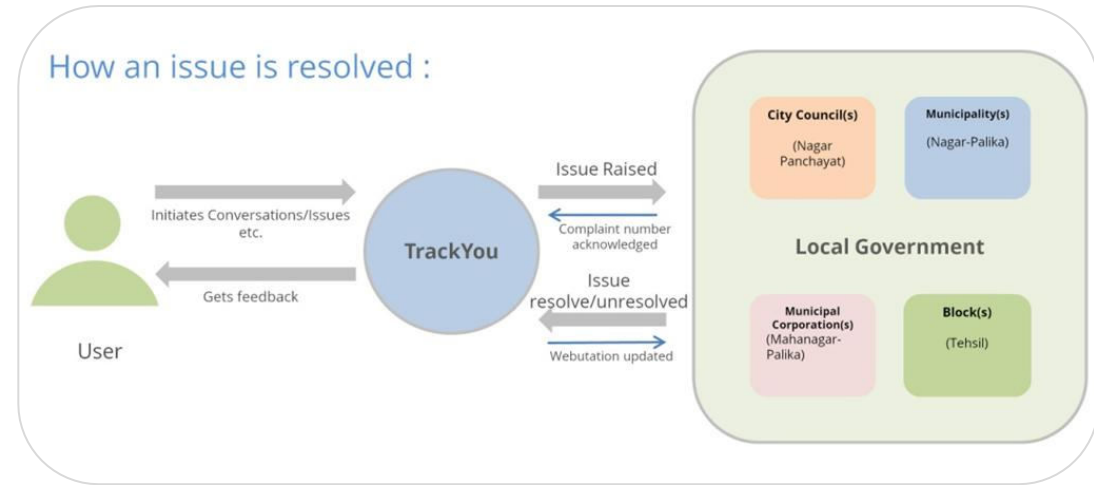 How an issue is resolved :
Initiates Conversations/Issues
etc.
Gets feedback
User
TrackYou
Issue Raised
Complaint number
acknowledged
Issue
resolve/unresolved
Webutation updated
City Council(s)
(Nagar
Panchayat)
Municipality(s)
(Nagar-Palika)
Local Government
Municipal
Corporation(s)
(Mahanagar-
Palika)
Block(s)
(Tehsil)